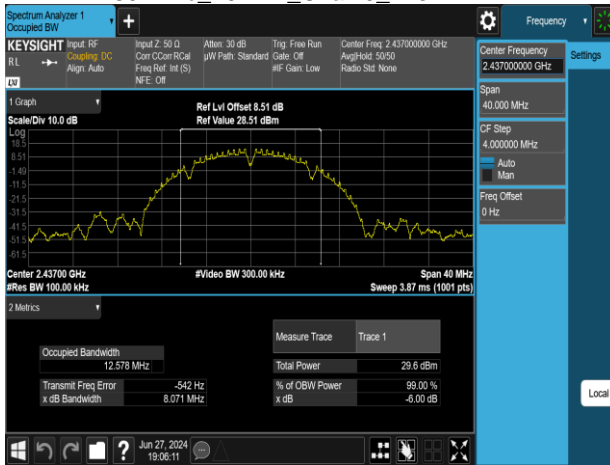 Spectrum Analyzer 1
Occupied BW
Frequency
KEYSIGHT
RL
Input: RF
Coupling: DC
Align: Auto
Input Z: 50 Ω
Corr CCorr RCal
Freq Ref: Int (S)
NFE: Off
Atten: 30 dB
µW Path: Standard
Trig: Free Run
Gate: Off
#IF Gain: Low
Center Freq: 2.437000000 GHz
Avg|Hold: 50/50
Radio Std: None
Center Frequency
2.437000000 GHz
Settings
Span
40.000 MHz
CF Step
4.000000 MHz
Auto
Man
Freq Offset
0 Hz
1 Graph
Scale/Div 10.0 dB
Ref Lvl Offset 8.51 dB
Ref Value 28.51 dBm
Log
18.5
8.51
-1.49
-11.5
-21.5
-31.5
-41.5
-51.5
-61.5
Center 2.43700 GHz
#Video BW 300.00 kHz
Span 40 MHz
#Res BW 100.00 kHz
Sweep 3.87 ms (1001 pts)
2 Metrics
Measure Trace
Trace 1
Occupied Bandwidth
12.578 MHz
Total Power
29.6 dBm
Transmit Freq Error
-542 Hz
% of OBW Power
99.00 %
x dB Bandwidth
8.071 MHz
x dB
-6.00 dB
Local
?
Jun 27, 2024
19:06:11